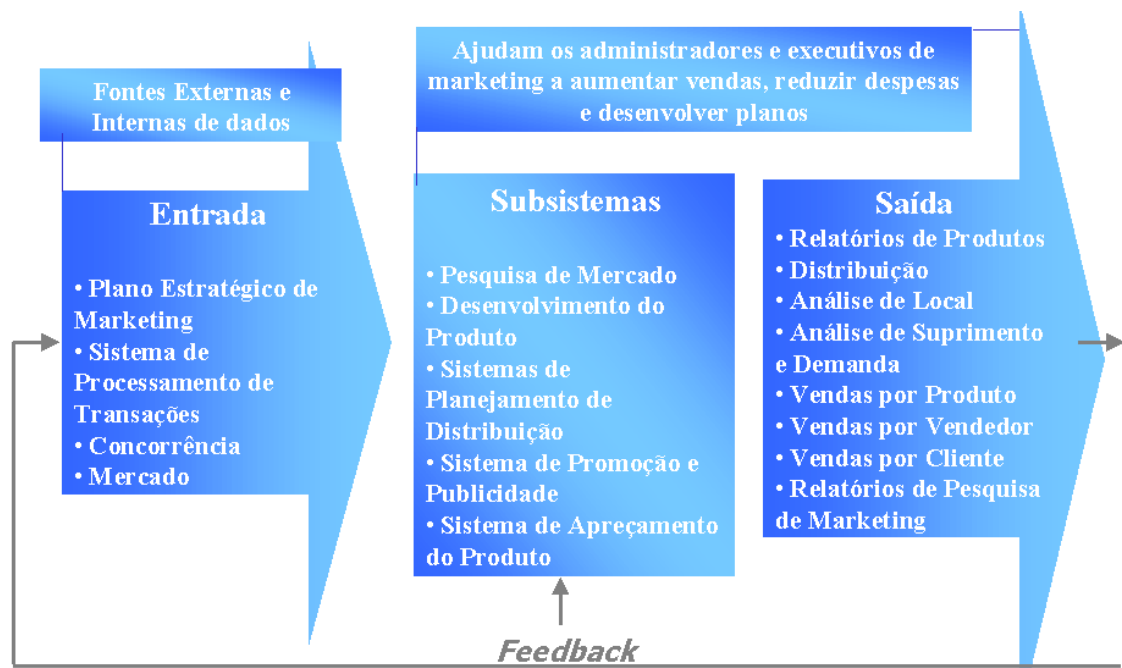 Fontes Externas e
Internas de dados
Ajudam os administradores e executivos de
marketing a aumentar vendas, reduzir despesas
e desenvolver planos
Entrada
• Plano Estratégico de
Marketing
• Sistema de
Processamento de
Transações
• Concorrência
• Mercado
Subsistemas
• Pesquisa de Mercado
• Desenvolvimento do
Produto
• Sistemas de
Planejamento de
Distribuição
• Sistema de Promoção e
Publicidade
• Sistema de Apreçamento
do Produto
Saída
• Relatórios de Produtos
• Distribuição
• Análise de Local
• Análise de Suprimento
e Demanda
• Vendas por Produto
• Vendas por Vendedor
• Vendas por Cliente
• Relatórios de Pesquisa
de Marketing
Feedback